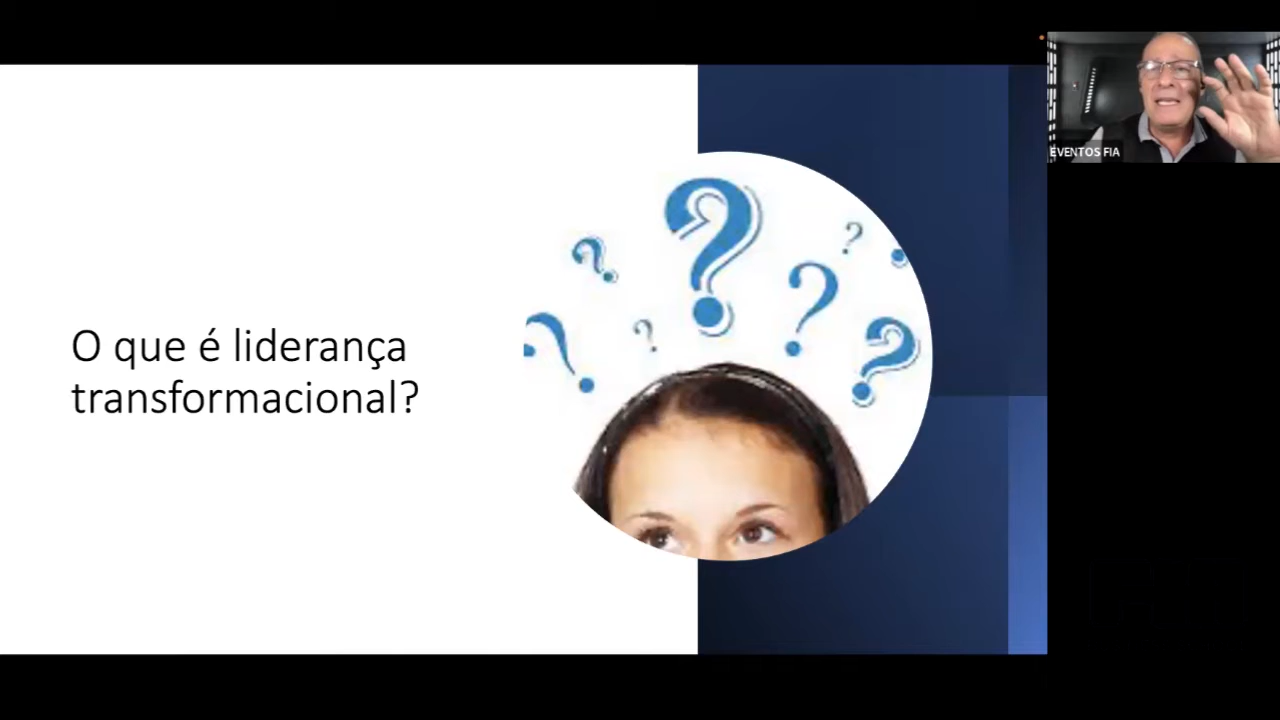 O que é liderança
transformacional?
EVENTOS FIA